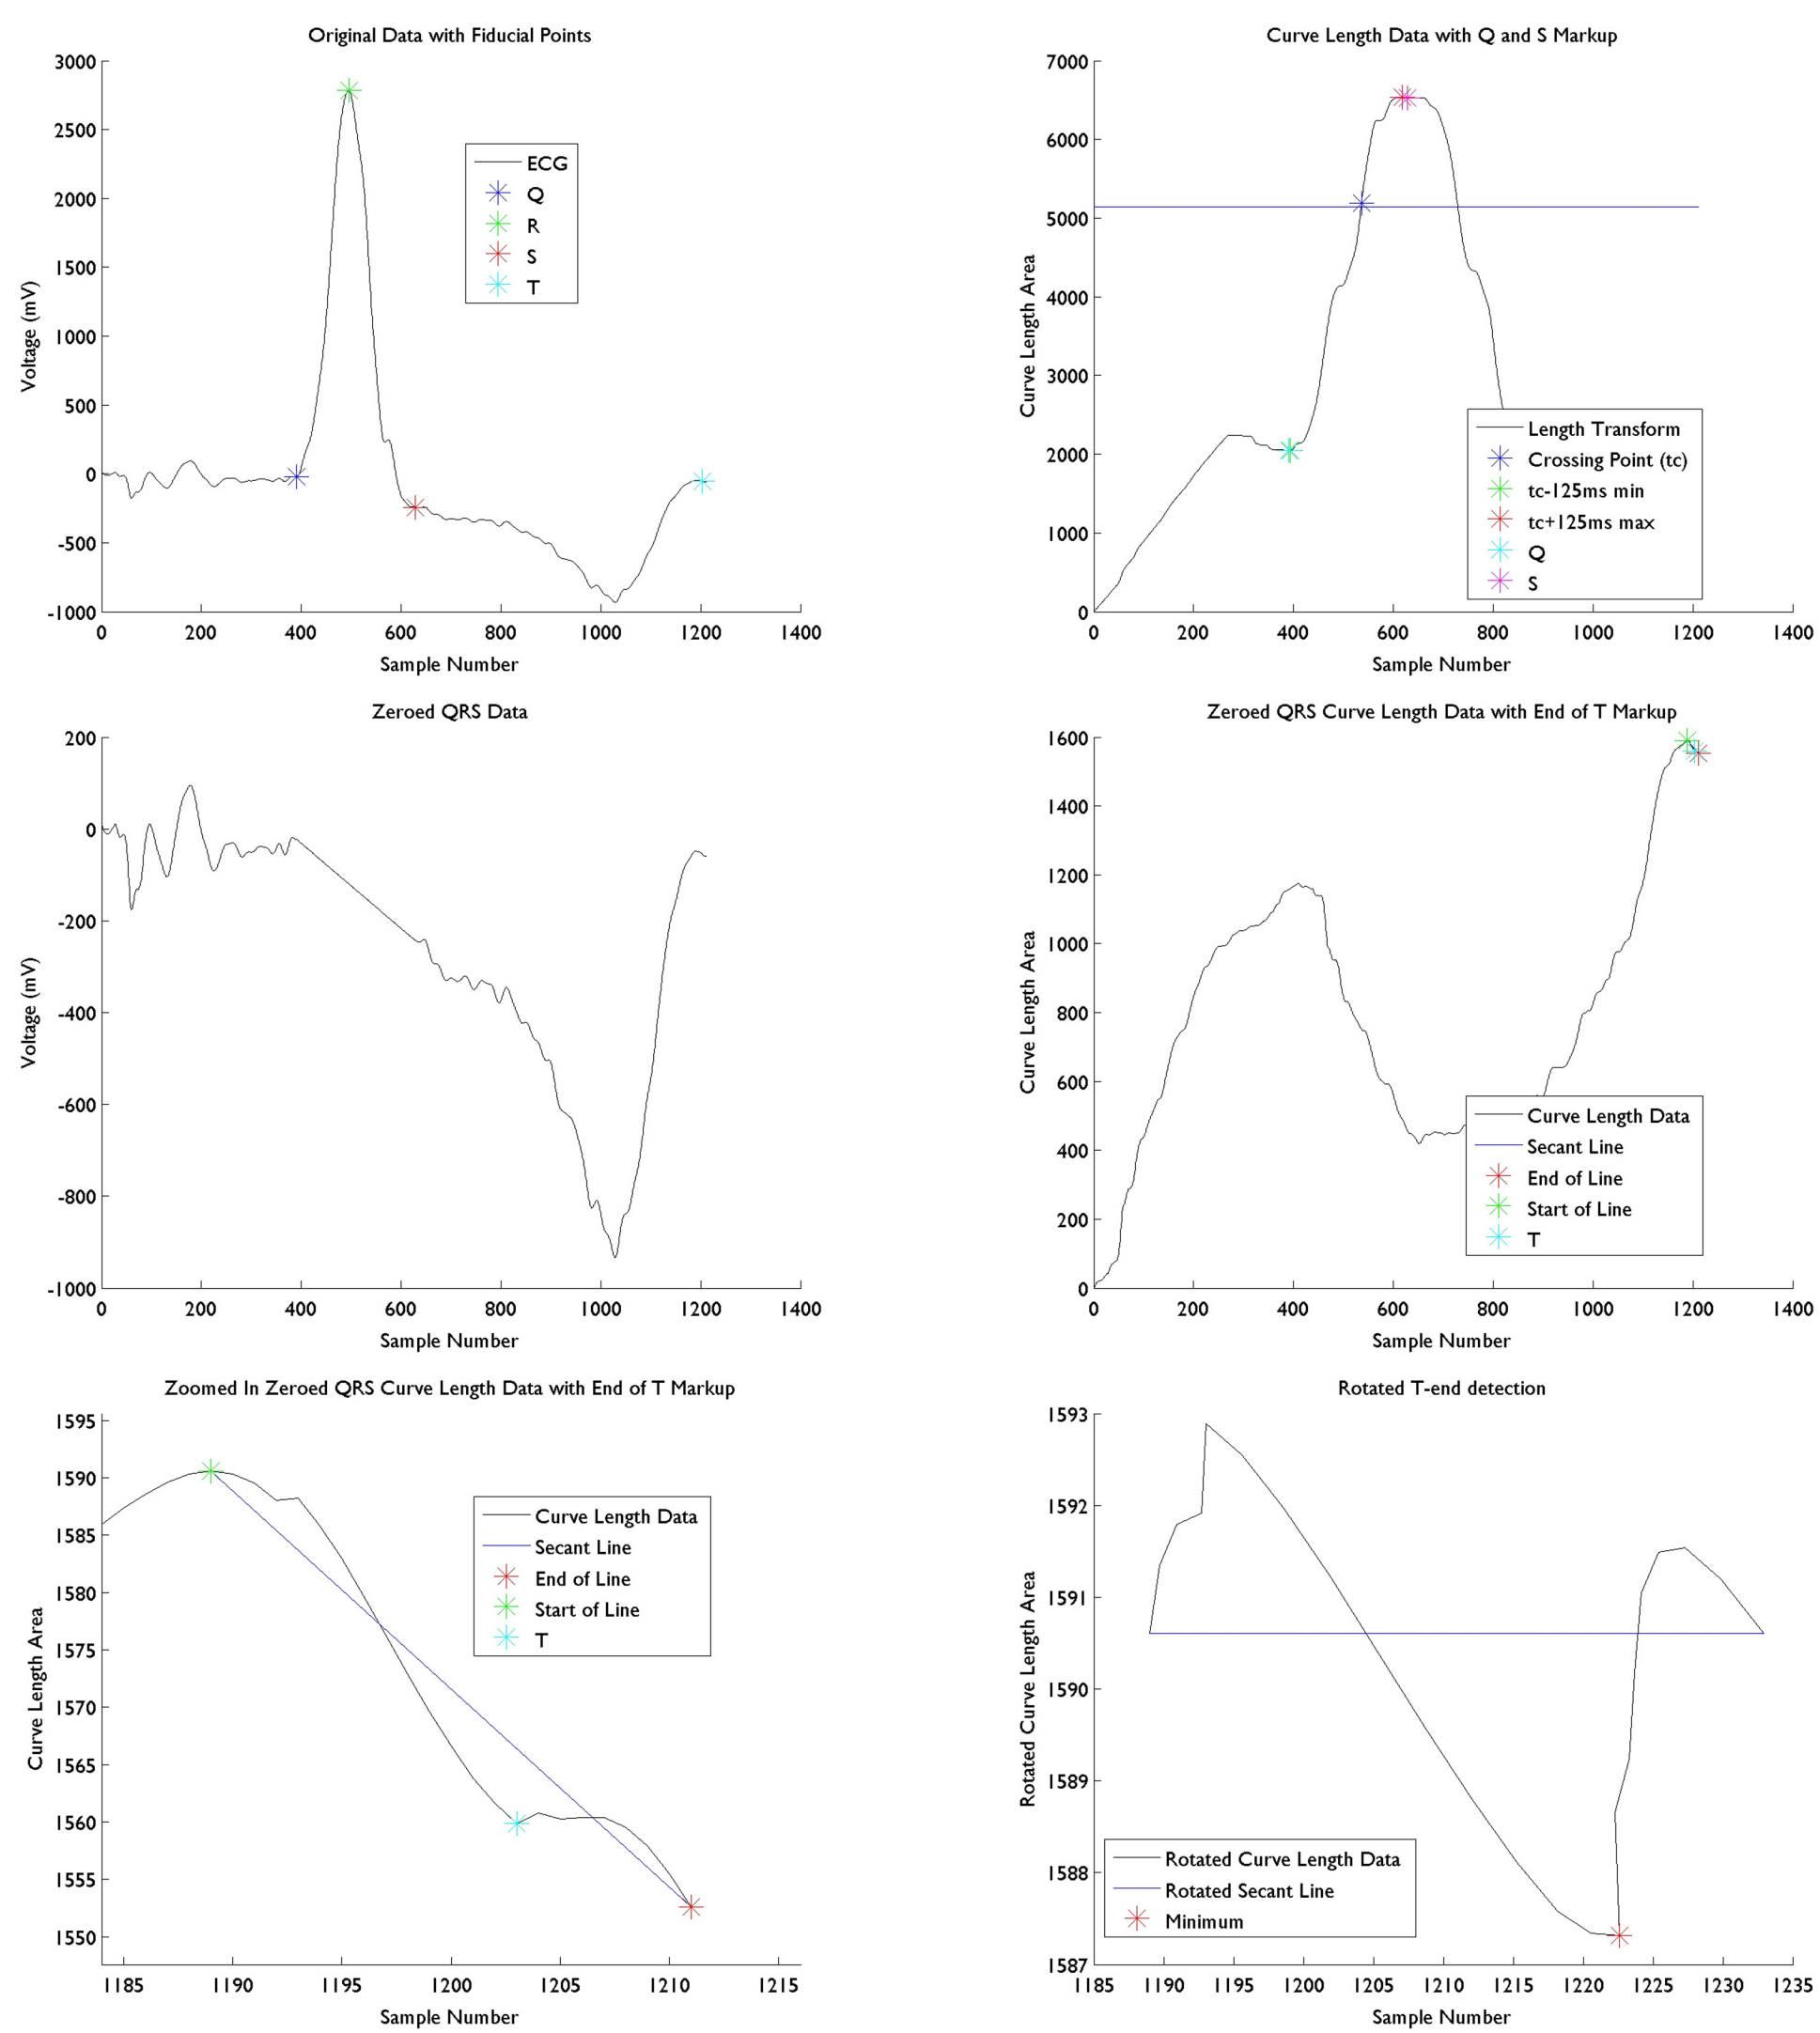 Original Data with Fiducial Points
3000
2500
2000
1500
1000
500
0
-500
-1000
Voltage (mV)
ECG
Q
R
S
T
0 200 400 600 800 1000 1200 1400
Sample Number
Curve Length Data with Q and S Markup
7000
6000
5000
4000
3000
2000
1000
0
Curve Length Area
Length Transform
Crossing Point (tc)
tc-125ms min
tc+125ms max
Q
S
0 200 400 600 800 1000 1200 1400
Sample Number
Zeroed QRS Data
200
0
-200
-400
-600
-800
-1000
Voltage (mV)
0 200 400 600 800 1000 1200 1400
Sample Number
Zeroed QRS Curve Length Data with End of T Markup
1600
1400
1200
1000
800
600
400
200
0
Curve Length Area
Curve Length Data
Secant Line
End of Line
Start of Line
T
0 200 400 600 800 1000 1200 1400
Sample Number
Zoomed In Zeroed QRS Curve Length Data with End of T Markup
1595
1590
1585
1580
1575
1570
1565
1560
1555
1550
Curve Length Area
Curve Length Data
Secant Line
End of Line
Start of Line
T
1185 1190 1195 1200 1205 1210 1215
Sample Number
Rotated T-end detection
1593
1592
1591
1590
1589
1588
1587
Rotated Curve Length Area
Rotated Curve Length Data
Rotated Secant Line
Minimum
1185 1190 1195 1200 1205 1210 1215 1220 1225 1230 1235
Sample Number